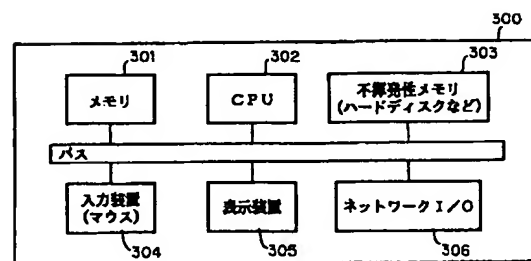 300
301
302
303
メモリ
CPU
不揮発性メモリ
(ハードディスクなど)
バス
入力装置
(マウス)
表示装置
ネットワークI/O
304
305
306